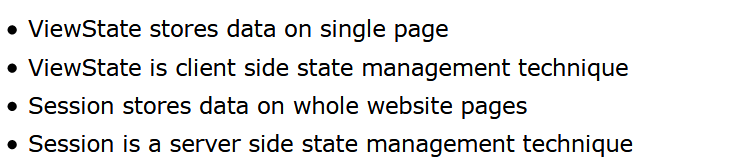 • ViewState stores data on single page
• ViewState is client side state management technique
• Session stores data on whole website pages
• Session is a server side state management technique